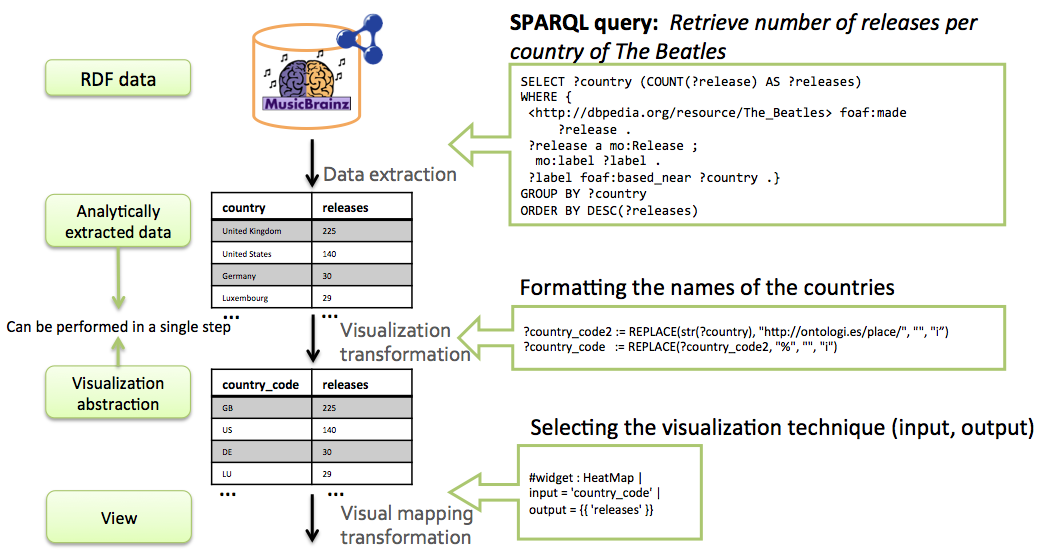 SPARQL query: Retrieve number of releases per
country of The Beatles
RDF data
MusicBrainz
SELECT ?country (COUNT(?release) AS ?releases)
WHERE {
<http://dbpedia.org/resource/The_Beatles> foaf:made
?release .
?release a mo:Release ;
mo:label ?label .
?label foaf:based_near ?country .}
GROUP BY ?country
ORDER BY DESC(?releases)
Data extraction
Analytically
extracted data
country releases
United Kingdom 225
United States 140
Germany 30
Luxembourg 29
... ...
Can be performed in a single step
Visualization
transformation
Formatting the names of the countries
?country_code2 := REPLACE(str(?country), "http://ontologi.es/place/", "", "i")
?country_code := REPLACE(?country_code2, "%", "", "i")
Visualization
abstraction
country_code releases
GB 225
US 140
DE 30
LU 29
... ...
Selecting the visualization technique (input, output)
#widget : HeatMap |
input = 'country_code' |
output = {{ 'releases' }}
View
Visual mapping
transformation